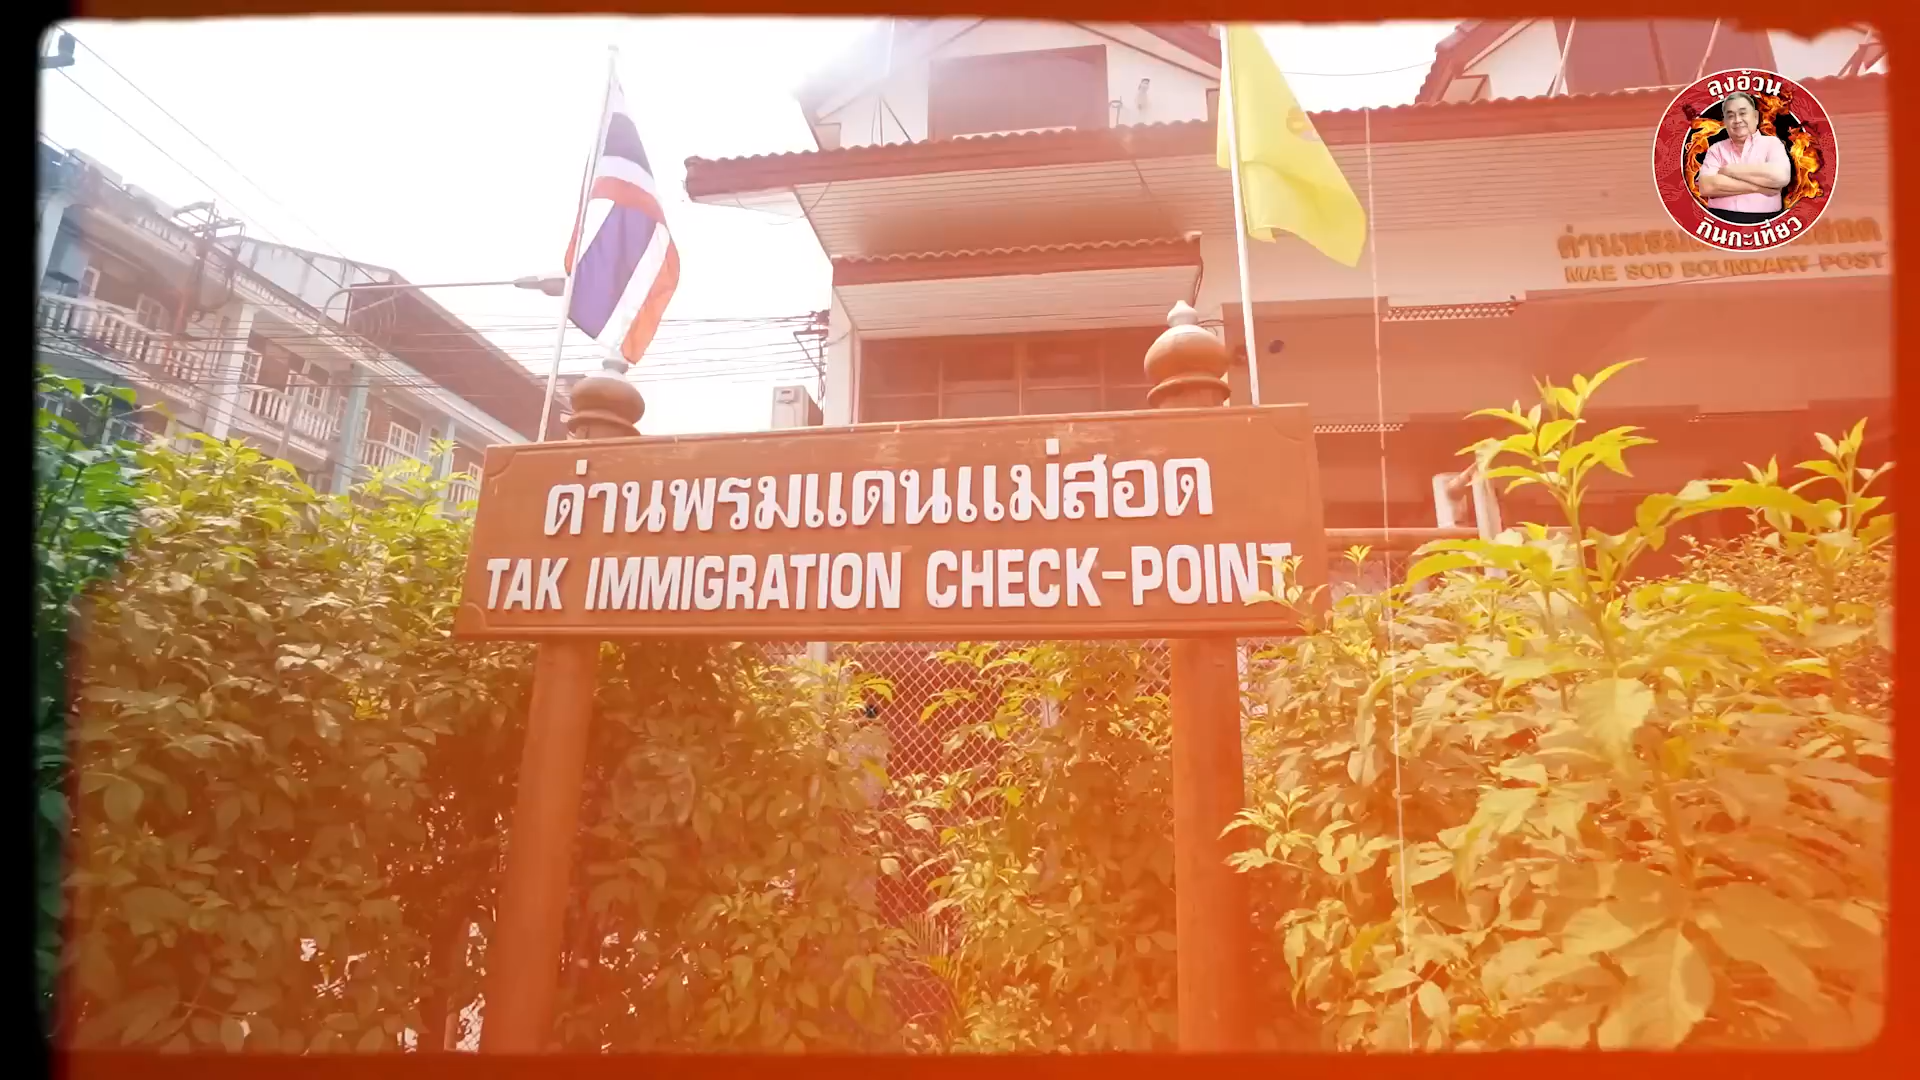 ลุงอ้วน
กินกะเที่ยว
MAE SOD BOUNDARY POST
ด่านพรมแดนแม่สอด
TAK IMMIGRATION CHECK-POINT